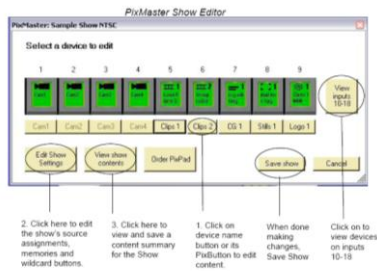 PixMaster Show Editor
PixMaster: Sample Show NTSC
Select a device to edit
1 2 3 4 5 6 7 8 9
View inputs 10-18
Cam1 Cam2 Cam3 Cam4 Clips 1 Clips 2 CG 1 Stills 1 Logo 1
Edit Show Settings
View show contents
Order PixPad
Save show
Cancel
2. Click here to edit
the show's source
assignments,
memories and
wildcard buttons.
3. Click here to
view and save a
content summary
for the Show
1. Click on
device name
button or its
PixButton to edit
content.
When done
making
changes,
Save Show
Click on to
view devices
on inputs
10-18